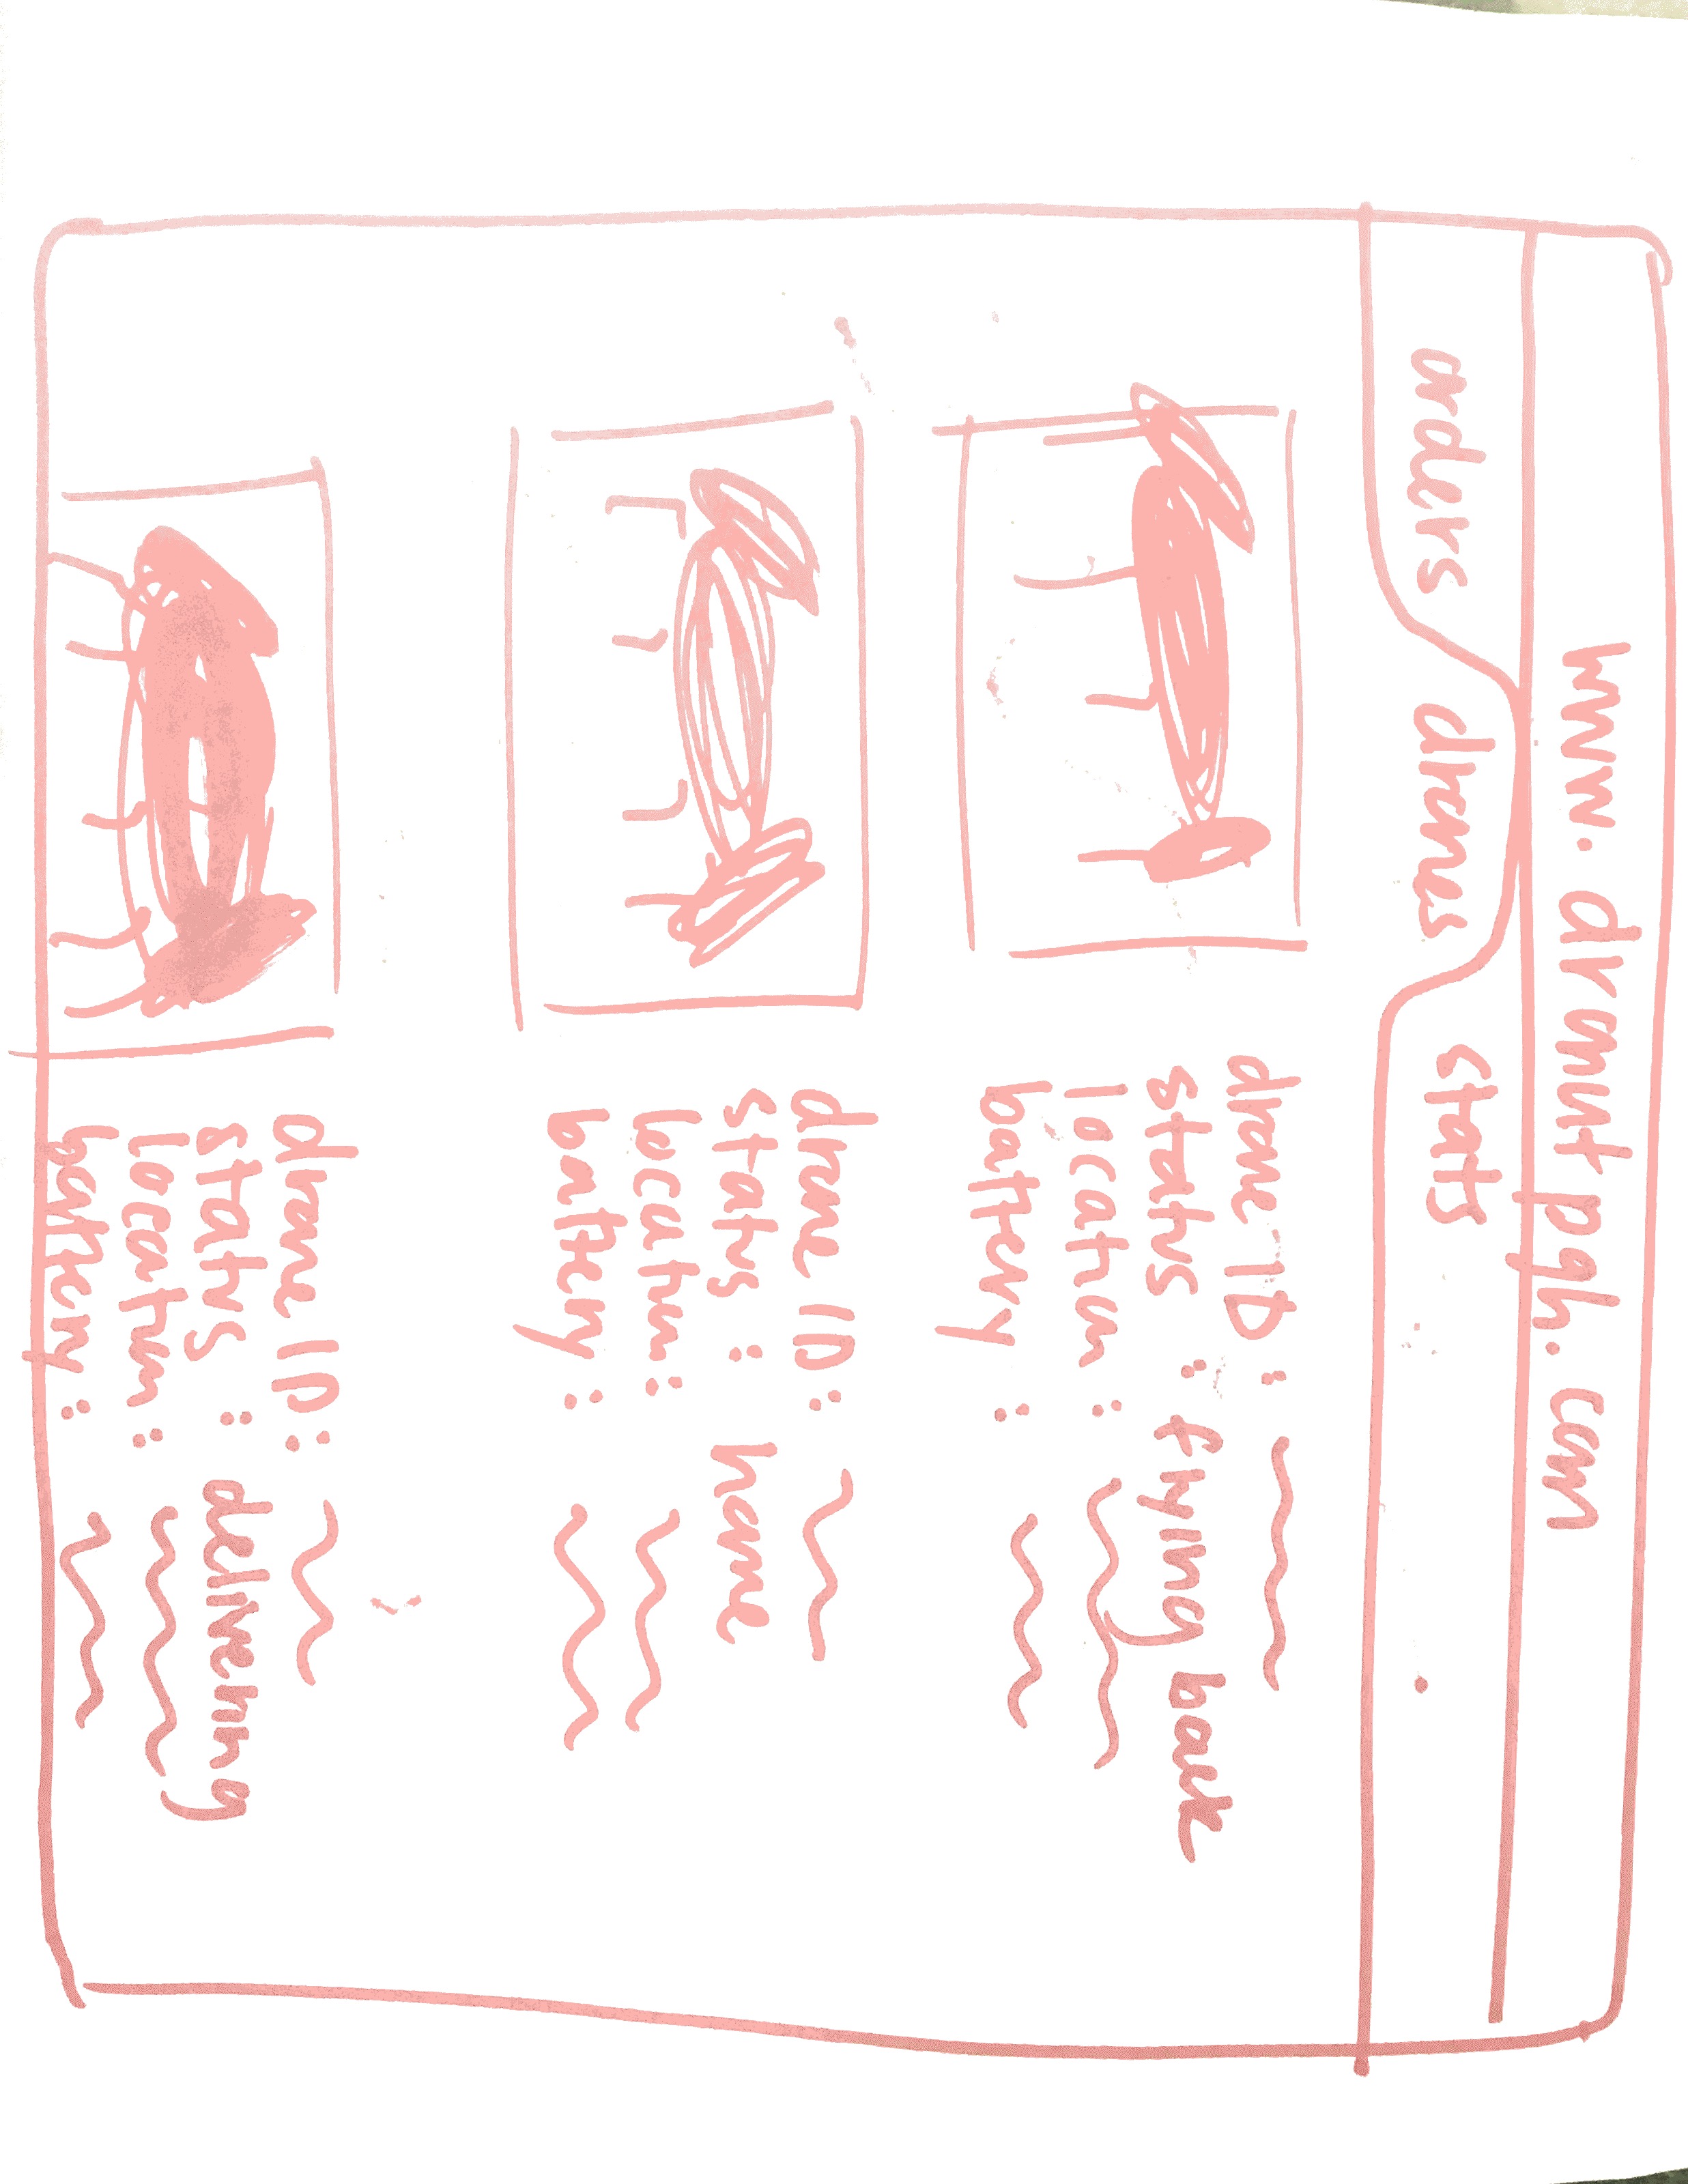 www.dronutpgh.com
orders drones stats
drone ID:
status: flying back
location:
battery:
drone ID:
status: home
location:
battery:
drone ID:
status: delivering
location:
battery: